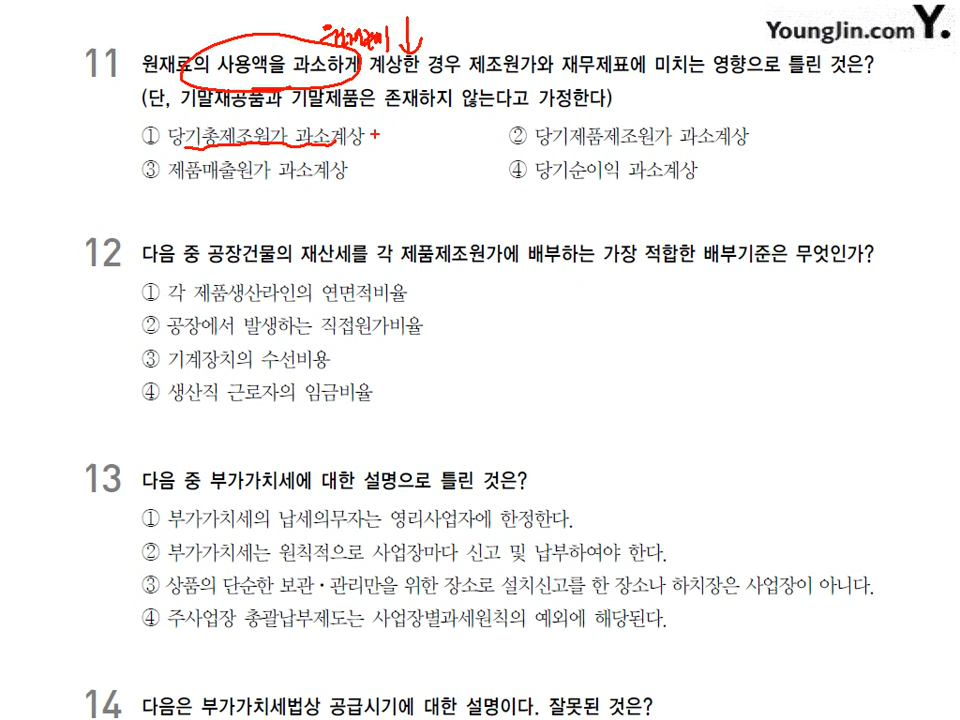 YoungJin.com Y.
11 원재료의 사용액을 과소하게 계상한 경우 제조원가와 재무제표에 미치는 영향으로 틀린 것은?
(단, 기말재공품과 기말제품은 존재하지 않는다고 가정한다)
① 당기총제조원가 과소계상 ② 당기제품제조원가 과소계상
③ 제품매출원가 과소계상 ④ 당기순이익 과소계상
12 다음 중 공장건물의 재산세를 각 제품제조원가에 배부하는 가장 적합한 배부기준은 무엇인가?
① 각 제품생산라인의 연면적비율
② 공장에서 발생하는 직접원가비율
③ 기계장치의 수선비용
④ 생산직 근로자의 임금비율
13 다음 중 부가가치세에 대한 설명으로 틀린 것은?
① 부가가치세의 납세의무자는 영리사업자에 한정한다.
② 부가가치세는 원칙적으로 사업장마다 신고 및 납부하여야 한다.
③ 상품의 단순한 보관·관리만을 위한 장소로 설치신고를 한 장소나 하치장은 사업장이 아니다.
④ 주사업장 총괄납부제도는 사업장별과세원칙의 예외에 해당된다.
14 다음은 부가가치세법상 공급시기에 대한 설명이다. 잘못된 것은?